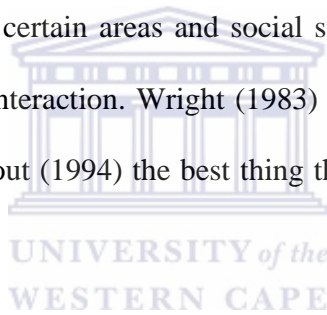 certain areas and social s
nteraction. Wright (1983)
out (1994) the best thing th
UNIVERSITY of the
WESTERN CAPE